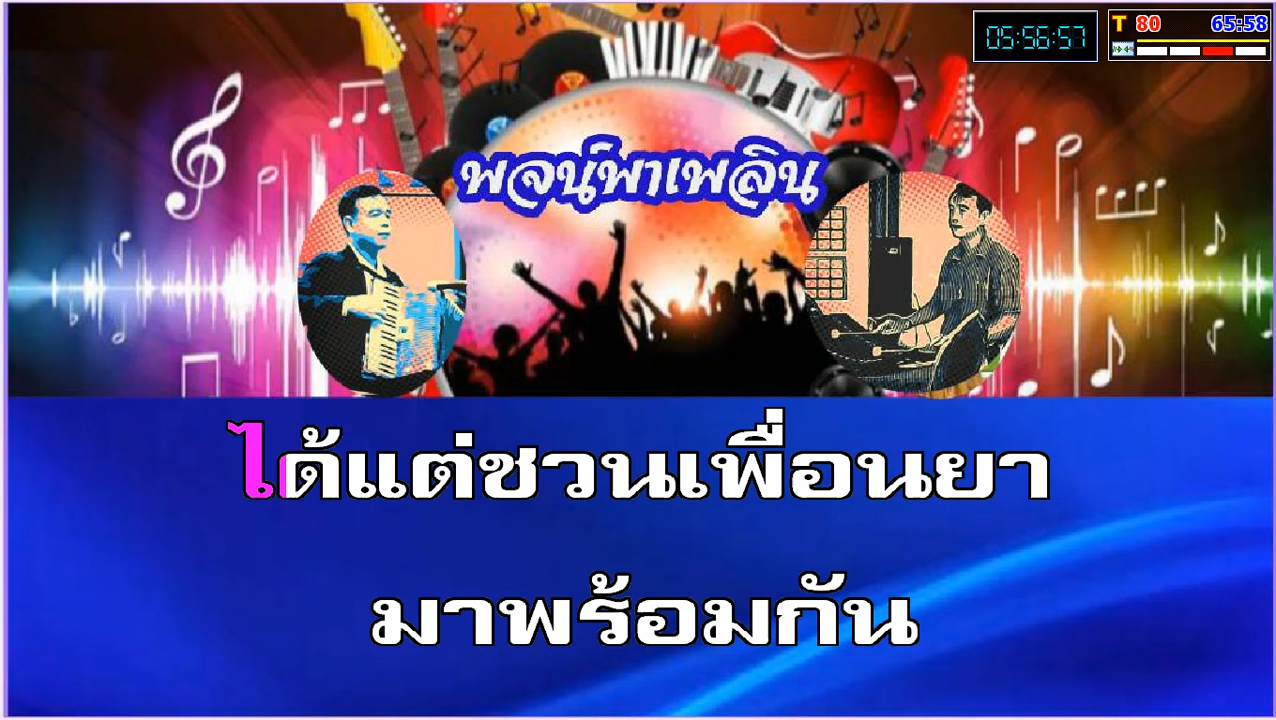 05:56:57
T 80 65:58
พจน์พาเพลิน
ได้แต่ชวนเพื่อนยา
มาพร้อมกัน